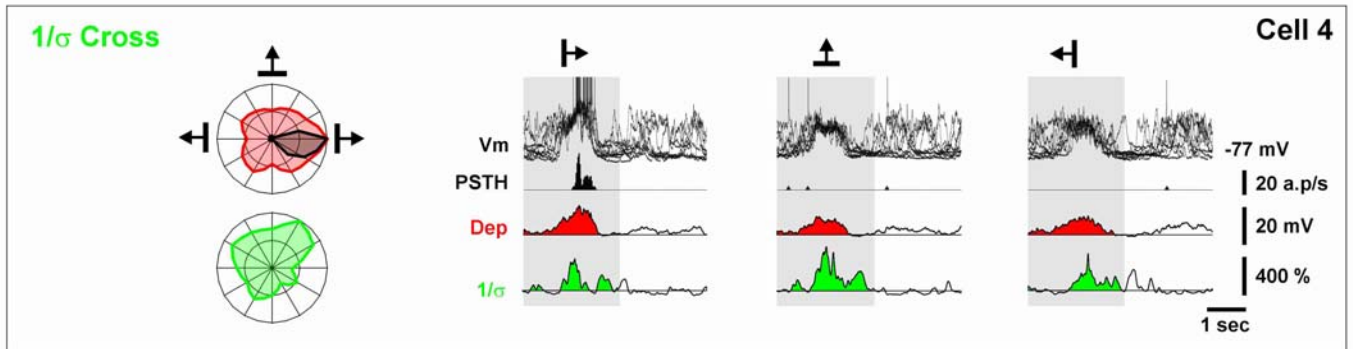 1/σ Cross
Cell 4
Vm
-77 mV
PSTH
20 a.p/s
Dep
20 mV
1/σ
400 %
1 sec